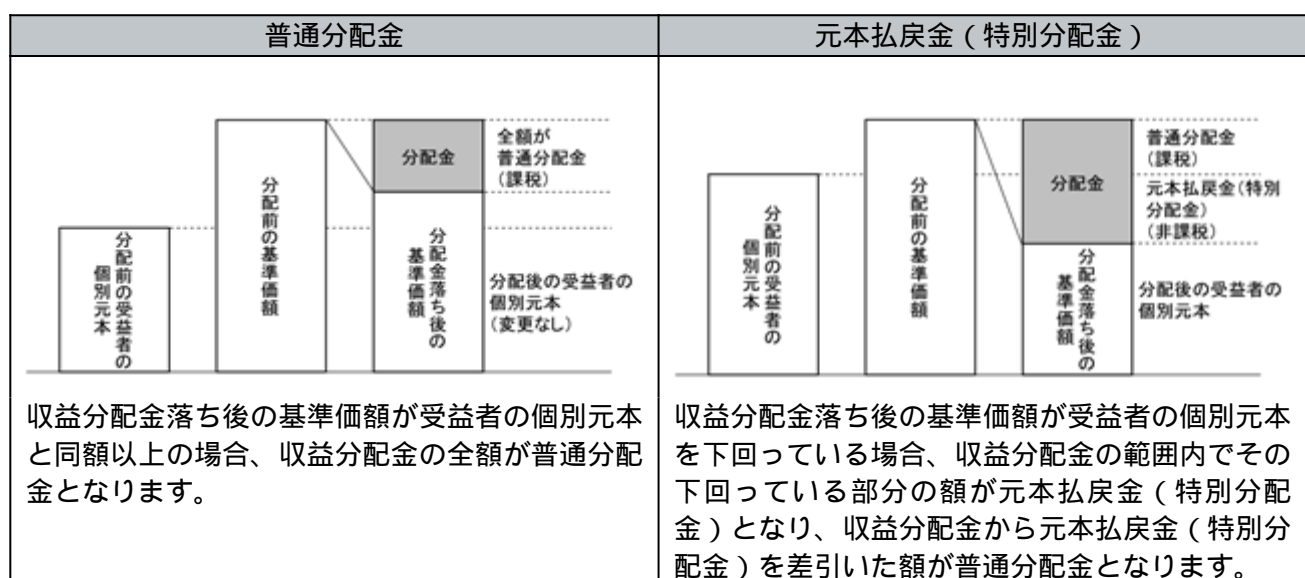 普通分配金
分配前の受益者の
個別元本
分配前の基準価額
分配金
分配金落ち後の
基準価額
全額が
普通分配金
(課税)
分配後の受益者の
個別元本
(変更なし)
収益分配金落ち後の基準価額が受益者の個別元本
と同額以上の場合、収益分配金の全額が普通分配
金となります。
元本払戻金(特別分配金)
分配前の受益者の
個別元本
分配前の基準価額
分配金
分配金落ち後の
基準価額
普通分配金
(課税)
元本払戻金(特別
分配金)
(非課税)
分配後の受益者の
個別元本
収益分配金落ち後の基準価額が受益者の個別元本
を下回っている場合、収益分配金の範囲内でその
下回っている部分の額が元本払戻金(特別分配
金)となり、収益分配金から元本払戻金(特別分
配金)を差引いた額が普通分配金となります。